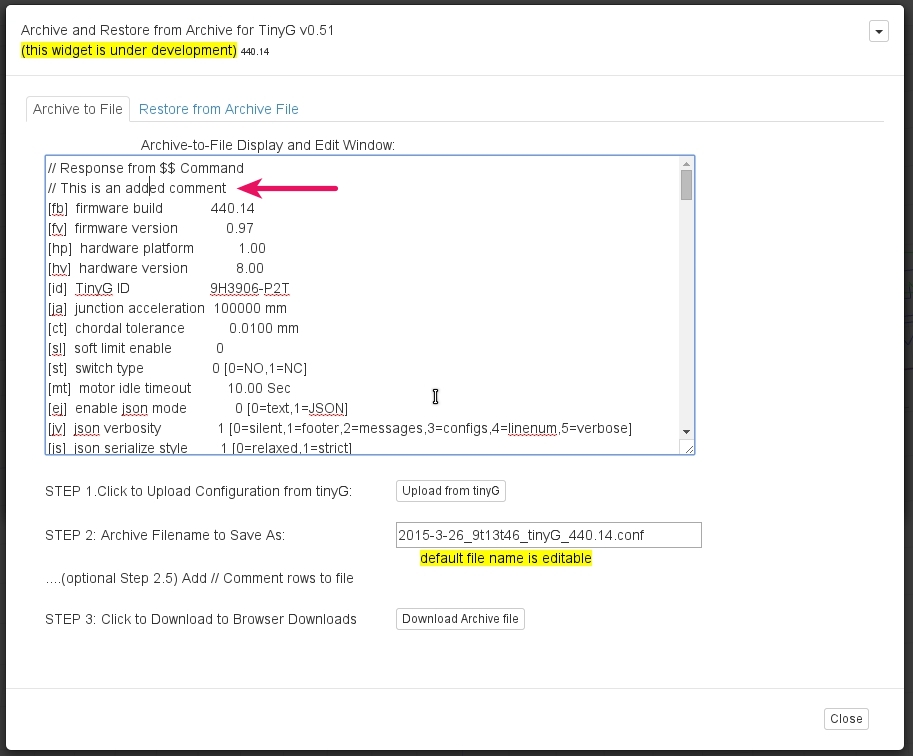 Archive and Restore from Archive for TinyG v0.51
(this widget is under development) 440.14
Archive to File Restore from Archive File
Archive-to-File Display and Edit Window:
// Response from $$ Command
// This is an added comment
[fb] firmware build 440.14
[fv] firmware version 0.97
[hp] hardware platform 1.00
[hv] hardware version 8.00
[id] TinyG ID 9H3906-P2T
[ja] junction acceleration 100000 mm
[ct] chordal tolerance 0.0100 mm
[sl] soft limit enable 0
[st] switch type 0 [0=NO,1=NC]
[mt] motor idle timeout 10.00 Sec
[ej] enable json mode 0 [0=text,1=JSON]
[jv] json verbosity 1 [0=silent,1=footer,2=messages,3=configs,4=linenum,5=verbose]
[js] json serialize style 1 [0=relaxed,1=strict]
STEP 1.Click to Upload Configuration from tinyG: Upload from tinyG
STEP 2: Archive Filename to Save As: 2015-3-26_9t13t46_tinyG_440.14.conf
default file name is editable
....(optional Step 2.5) Add // Comment rows to file
STEP 3: Click to Download to Browser Downloads Download Archive file
Close